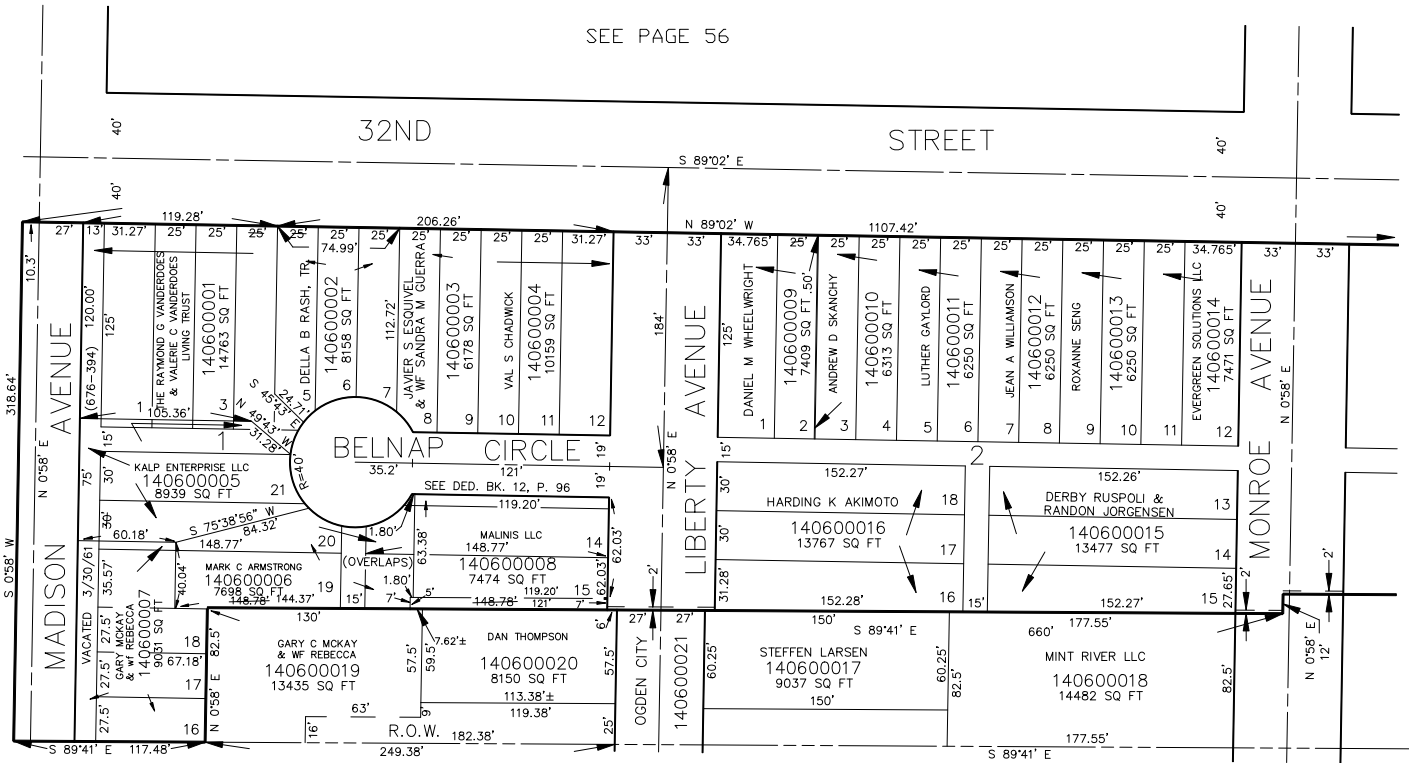 SEE PAGE 56
40'
32ND
STREET
40'
S 89°02' E
40'
40'
119.28'
206.26'
N 89°02' W
1107.42'
27'
13'
31.27'
25'
25'
25'
25'
25'
25'
25'
25'
25'
25'
31.27'
33'
33'
34.765'
25'
25'
25'
25'
25'
25'
25'
25'
25'
25'
34.765'
33'
33'
74.99'
10.3'
120.00'
125'
(676-394)
THE RAYMOND G VANDERDOES
& VALERIE C VANDERDOES
LIVING TRUST
140600001
14763 SQ FT
DELLA B RASH, TR.
140600002
8158 SQ FT
112.72'
JAVIER S ESQUIVEL
& WF SANDRA M GUERRA
140600003
6178 SQ FT
VAL S CHADWICK
140600004
10159 SQ FT
184'
125'
DANIEL M WHEELWRIGHT
140600009
7409 SQ FT
.50'
ANDREW D SKANCHY
140600010
6313 SQ FT
LUTHER GAYLORD
140600011
6250 SQ FT
JEAN A WILLIAMSON
140600012
6250 SQ FT
ROXANNE SENG
140600013
6250 SQ FT
EVERGREEN SOLUTIONS LLC
140600014
7471 SQ FT
318.64'
S 0°58' W
N 0°58' E
MADISON AVENUE
LIBERTY AVENUE
N 0°58' E
MONROE AVENUE
N 0°58' E
1
3
5
6
7
8
9
10
11
12
1
2
3
4
5
6
7
8
9
10
11
12
105.36'
S 45°43' E
24.71'
N 49°43' W
31.28'
1
15'
BELNAP CIRCLE
R=40'
35.2'
121'
19'
19'
SEE DED. BK. 12, P. 96
119.20'
15'
2
152.27'
152.26'
75'
30'
KALP ENTERPRISE LLC
140600005
8939 SQ FT
21
30'
S 75°38'56" W
84.32'
60.18'
148.77'
20
1.80'
63.38'
MALINIS LLC
14
148.77'
140600008
7474 SQ FT
62.03'
62.03'
(OVERLAPS)
1.80'
5'
119.20'
15
7'
148.78'
121'
7'
6'
30'
HARDING K AKIMOTO
18
140600016
13767 SQ FT
17
31.28'
152.28'
16
15'
DERBY RUSPOLI &
RANDON JORGENSEN
13
140600015
13477 SQ FT
14
152.27'
15
27.65'
2'
2'
2'
12'
N 0°58' E
VACATED 3/30/61
35.57'
40.04'
MARK C ARMSTRONG
140600006
7698 SQ FT
19
148.78'
144.37'
15'
GARY MCKAY
& wf REBECCA
140600007
9031 SQ FT
27.5'
27.5'
27.5'
18
67.18'
17
16
82.5'
N 0°58' E
130'
7.62'±
GARY C MCKAY
& WF REBECCA
140600019
13435 SQ FT
57.5'
59.5'
DAN THOMPSON
140600020
8150 SQ FT
113.38'±
119.38'
57.5'
25'
63'
9'
16'
R.O.W.
182.38'
249.38'
S 89°41' E
117.48'
27'
27'
OGDEN CITY
140600021
60.25'
150'
S 89°41' E
STEFFEN LARSEN
140600017
9037 SQ FT
150'
60.25'
82.5'
660'
177.55'
MINT RIVER LLC
140600018
14482 SQ FT
82.5'
177.55'
S 89°41' E